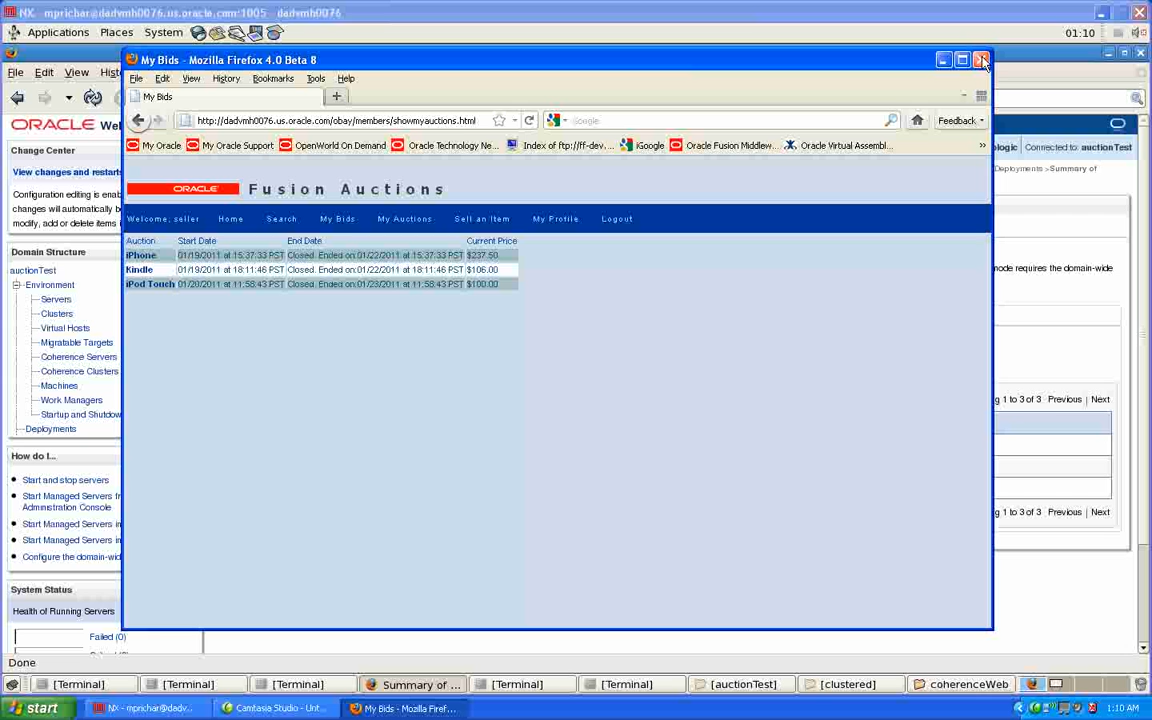 NX - mprichar@dadvmh0076.us.oracle.com:1005 - dadvmh0076
Applications Places System 01:10
My Bids - Mozilla Firefox 4.0 Beta 8
File Edit View
File Edit View History Bookmarks Tools Help
My Bids
http://dadvmh0076.us.oracle.com/obay/members/showmyauctions.html Google Feedback
My Oracle My Oracle Support OpenWorld On Demand Oracle Technology Ne... Index of ftp://ff-dev,... iGoogle Oracle Fusion Middlew... Oracle Virtual Assembl... »
ORACLE Wel
Change Center
View changes and restarts
Configuration editing is enab
changes will automatically b
modify, add or delete items i
Domain Structure
auctionTest
Environment
Servers
Clusters
Virtual Hosts
Migratable Targets
Coherence Servers
Coherence Clusters
Machines
Work Managers
Startup and Shutdow
Deployments
How do I...
Start and stop servers
Start Managed Servers fr
Administration Console
Start Managed Servers in
Start Managed Servers in
Configure the domain-wid
System Status
Health of Running Servers
Failed (0)
ORACLE Fusion Auctions
Welcome, seller Home Search My Bids My Auctions Sell an Item My Profile Logout
Auction Start Date End Date Current Price
iPhone 01/19/2011 at 15:37:33 PST Closed. Ended on:01/22/2011 at 15:37:33 PST $237.50
Kindle 01/19/2011 at 18:11:46 PST Closed. Ended on:01/22/2011 at 18:11:46 PST $106.00
iPod Touch 01/20/2011 at 11:58:43 PST Closed. Ended on:01/23/2011 at 11:58:43 PST $100.00
ologic Connected to: auctionTest
Deployments >Summary of
node requires the domain-wide
g 1 to 3 of 3 Previous | Next
g 1 to 3 of 3 Previous | Next
Done
[Terminal] [Terminal] [Terminal] Summary of ... [Terminal] [Terminal] [auctionTest] [clustered] coherenceWeb
start NX - mprichar@dadv... Camtasia Studio - Unt... My Bids - Mozilla Firef... 1:10 AM